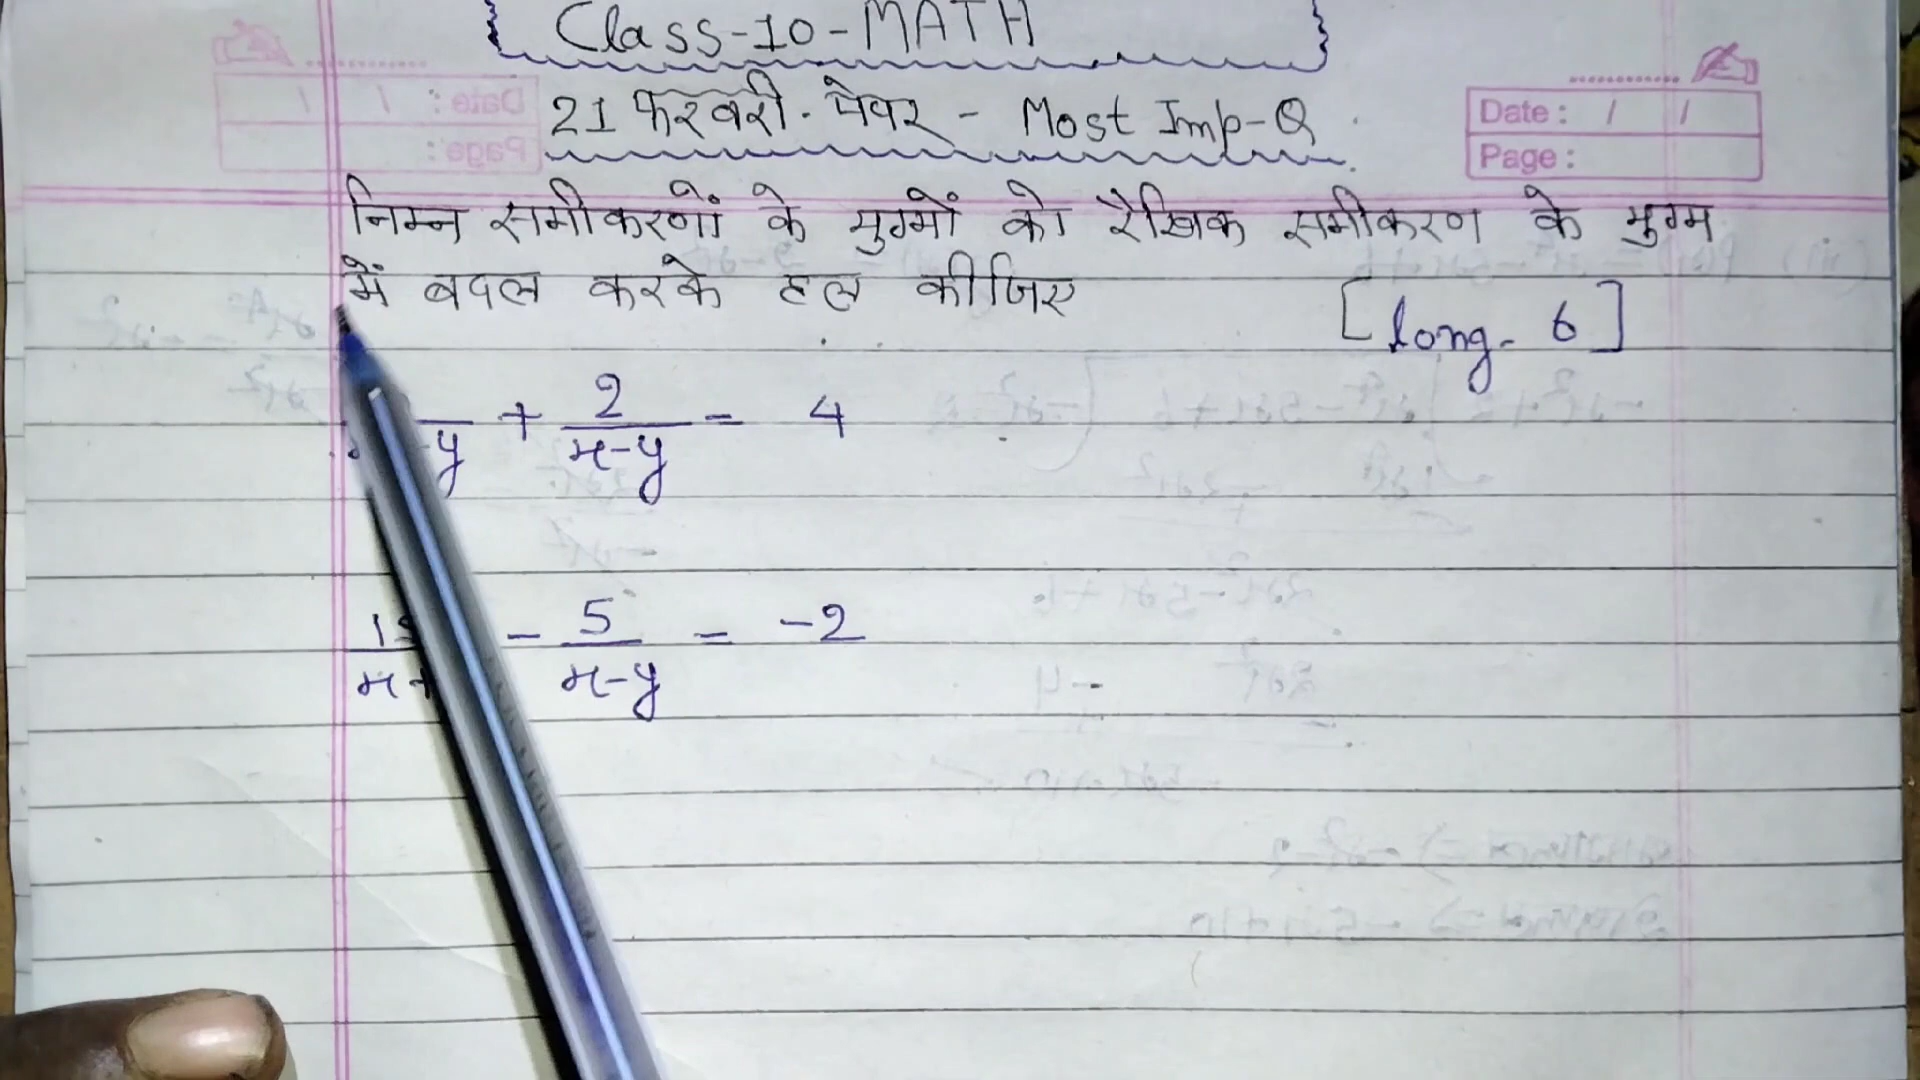 Class-10-MATH
21 फरवरी. पेपर - Most Imp-Q
Date : / /
Page :
निम्न समीकरणों के युग्मों को रैखिक समीकरण के युग्म
में बदल करके हल कीजिए
[long- 6]
+ 2/x-y = 4
- 5/x-y = -2